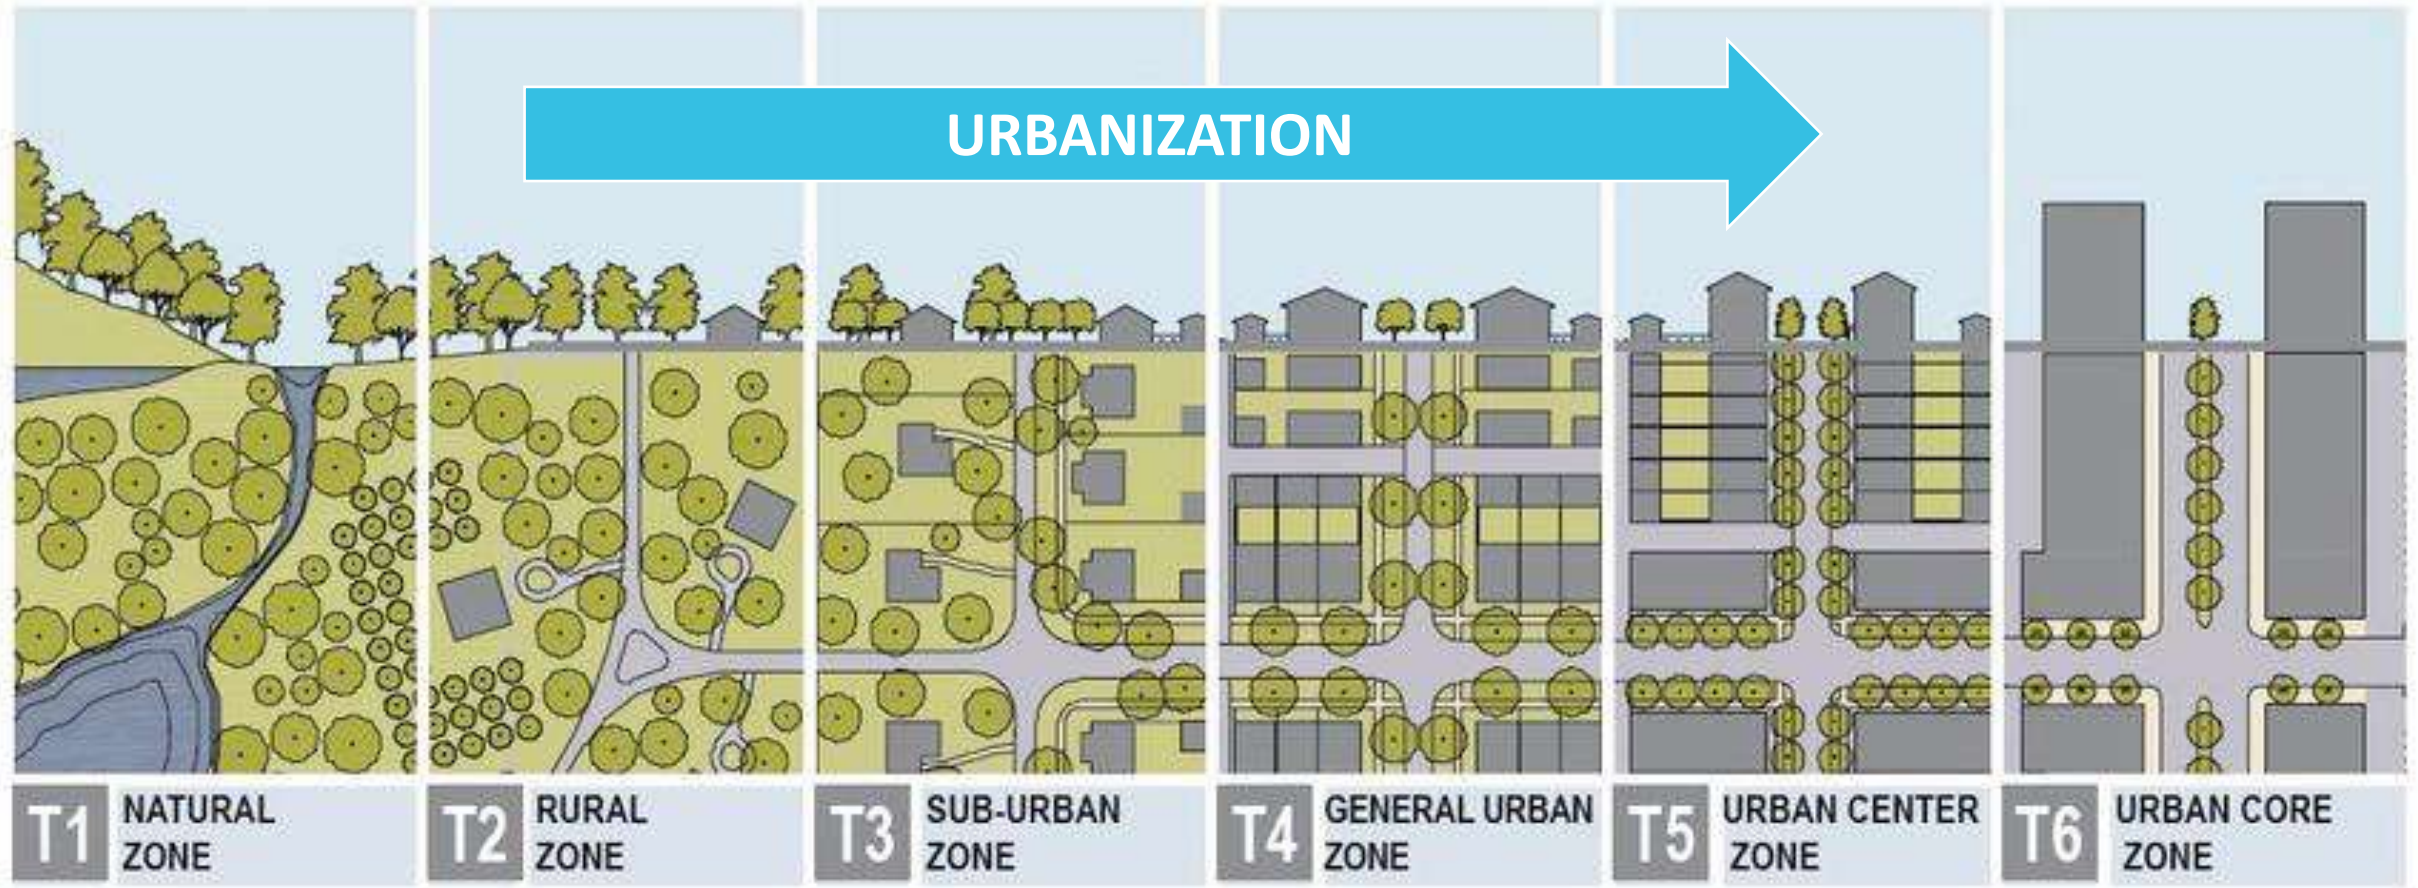 URBANIZATION
T1 NATURAL
ZONE
T2 RURAL
ZONE
T3 SUB-URBAN
ZONE
T4 GENERAL URBAN
ZONE
T5 URBAN CENTER
ZONE
T6 URBAN CORE
ZONE